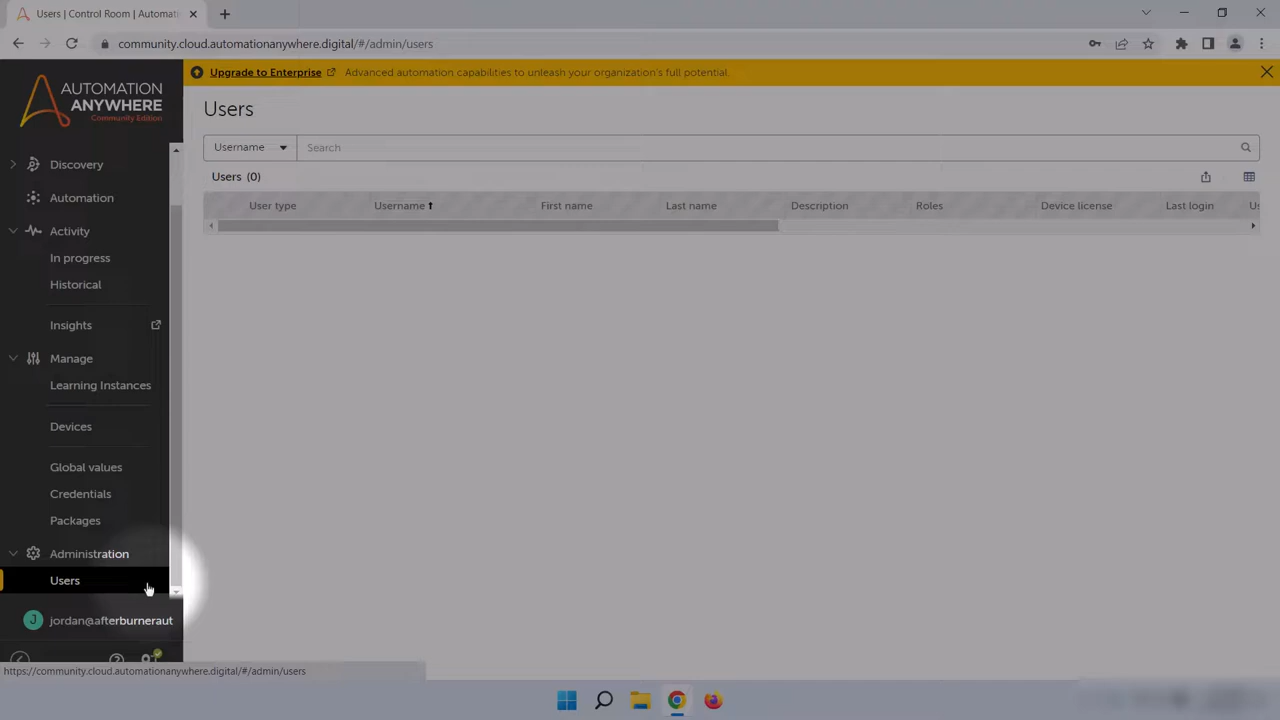 Users | Control Room | Automati
community.cloud.automationanywhere.digital/#/admin/users
AUTOMATION
ANYWHERE
Community Edition
Upgrade to Enterprise Advanced automation capabilities to unleash your organization's full potential.
Discovery
Automation
Activity
In progress
Historical
Insights
Manage
Learning Instances
Devices
Global values
Credentials
Packages
Administration
Users
J jordan@afterburneraut
Users
Username Search
Users (0)
User type Username First name Last name Description Roles Device license Last login Us
https://community.cloud.automationanywhere.digital/#/admin/users